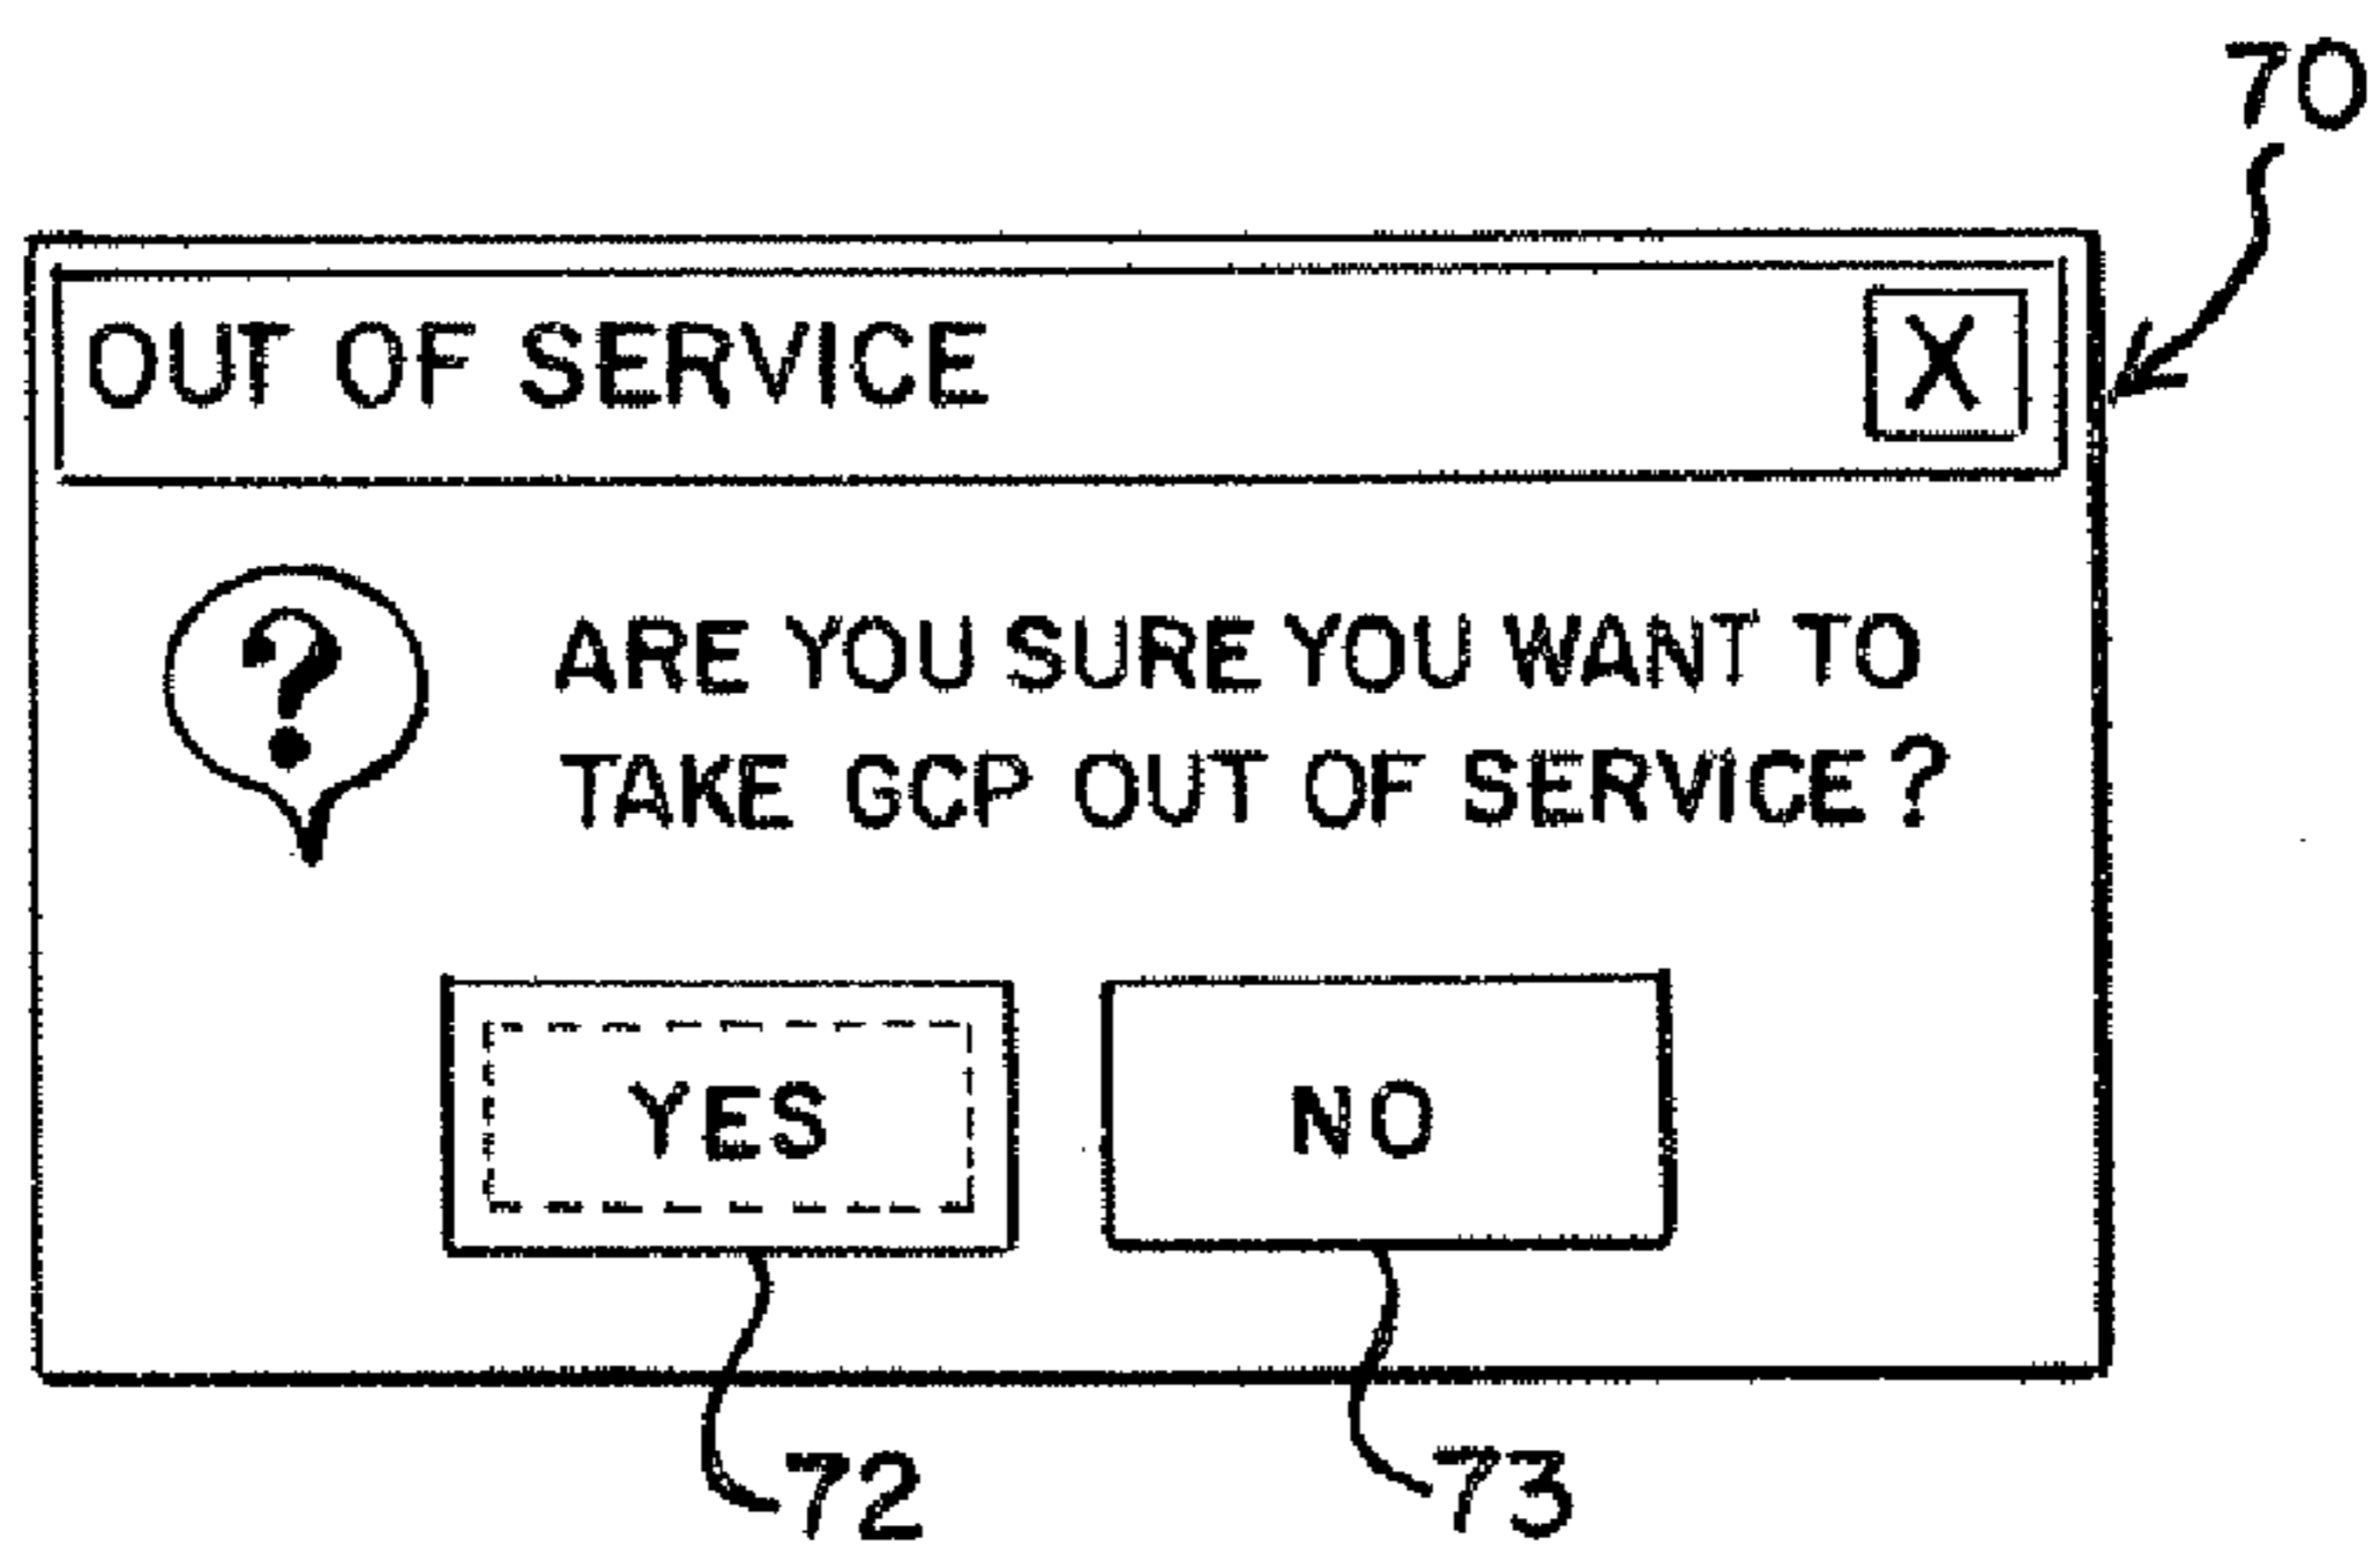 70
OUT OF SERVICE X
?
ARE YOU SURE YOU WANT TO
TAKE GCP OUT OF SERVICE?
YES NO
72 73